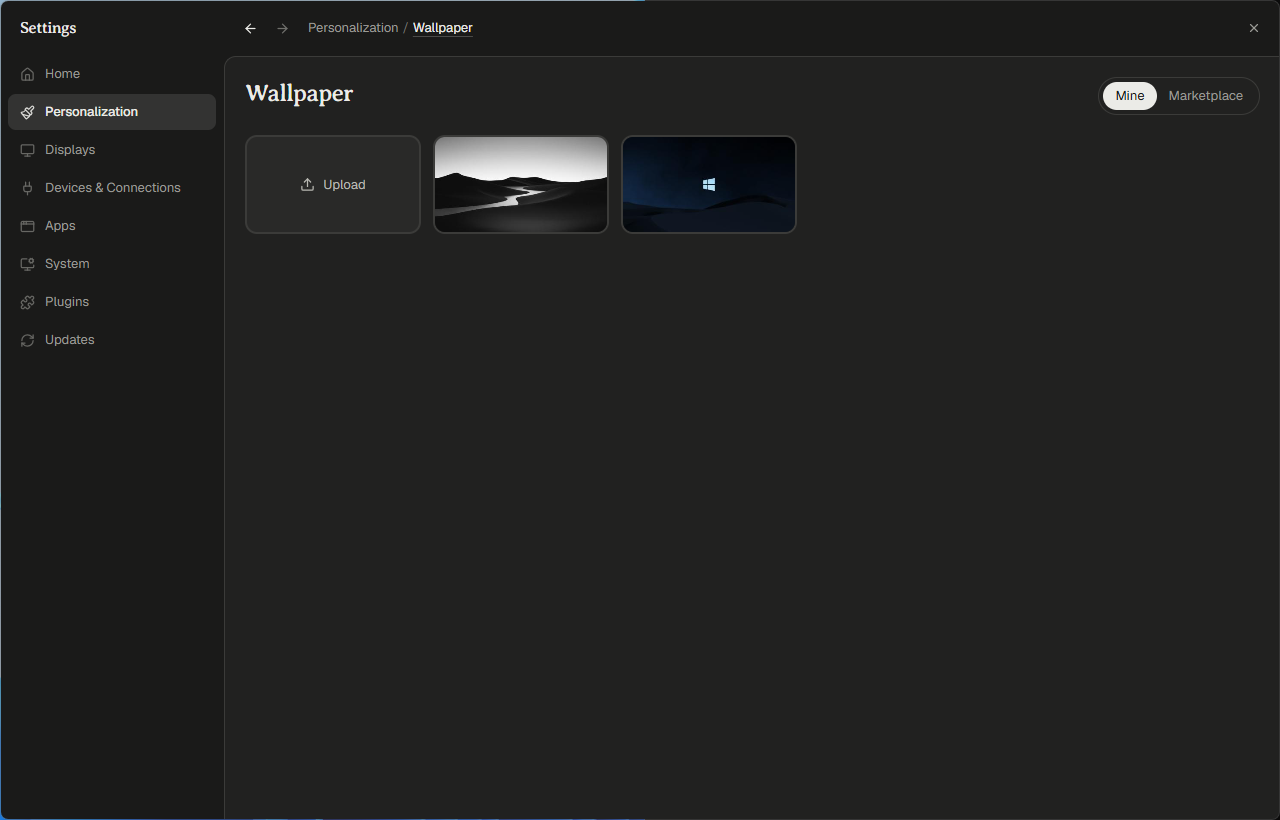 Settings
Personalization / Wallpaper
Home
Personalization
Displays
Devices & Connections
Apps
System
Plugins
Updates
Wallpaper
Mine
Marketplace
Upload